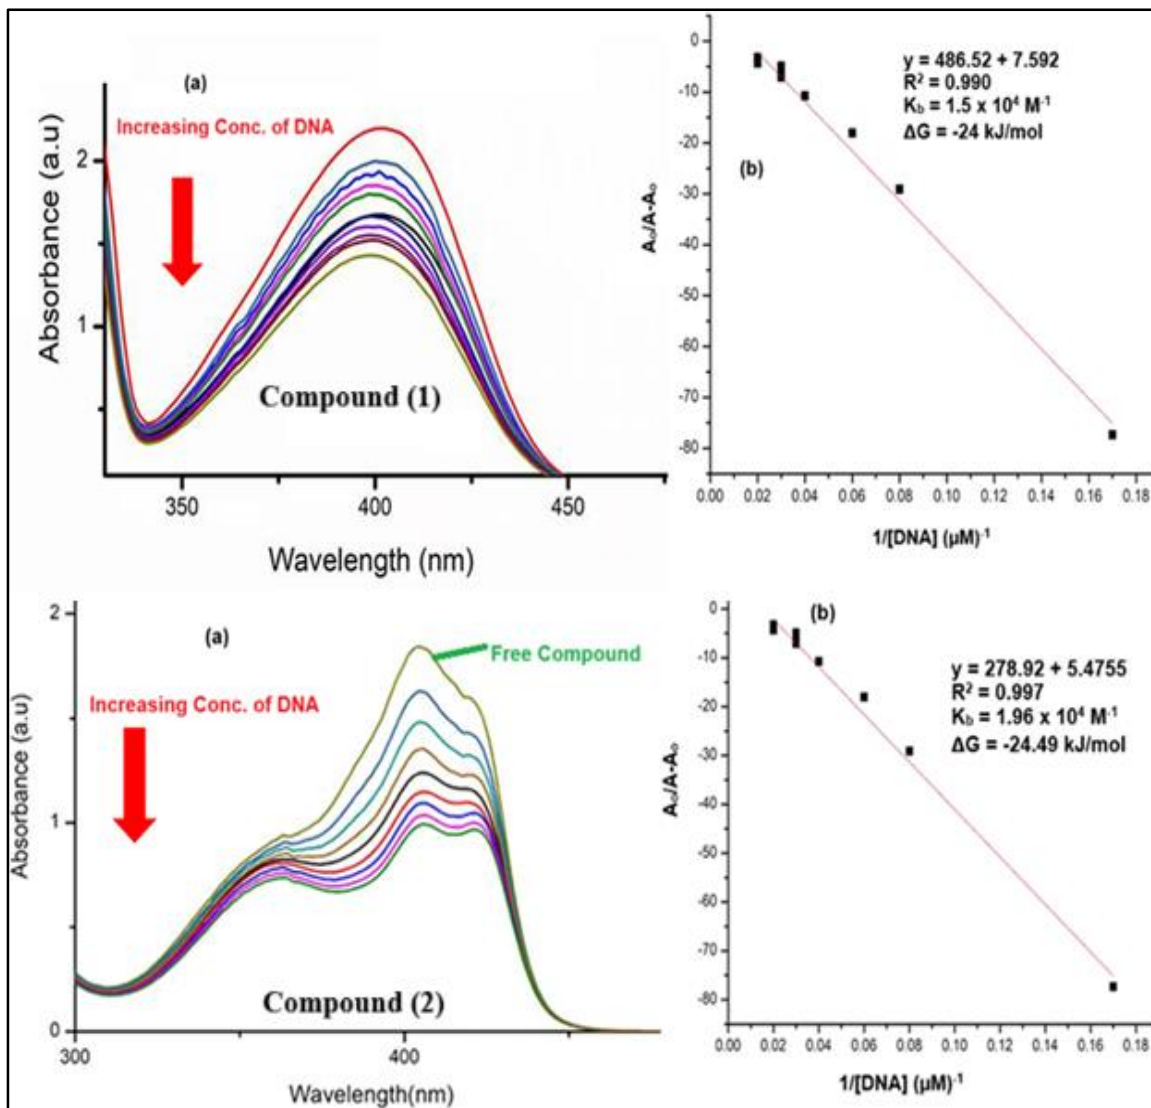 (a)
Increasing Conc. of DNA
Absorbance (a.u)
2
1
Compound (1)
350
400
450
Wavelength (nm)
0
-10
-20
-30
-40
-50
-60
-70
-80
y = 486.52 + 7.592
R² = 0.990
K_b = 1.5 x 10⁴ M⁻¹
ΔG = -24 kJ/mol
(b)
Aₒ/A-Aₒ
0.00 0.02 0.04 0.06 0.08 0.10 0.12 0.14 0.16 0.18
1/[DNA] (µM)⁻¹
2
1
0
(a)
Free Compound
Increasing Conc. of DNA
Absorbance (a.u)
Compound (2)
300
400
Wavelength(nm)
0
-10
-20
-30
-40
-50
-60
-70
-80
(b)
y = 278.92 + 5.4755
R² = 0.997
K_b = 1.96 x 10⁴ M⁻¹
ΔG = -24.49 kJ/mol
Aₒ/A-Aₒ
0.00 0.02 0.04 0.06 0.08 0.10 0.12 0.14 0.16 0.18
1/[DNA] (µM)⁻¹